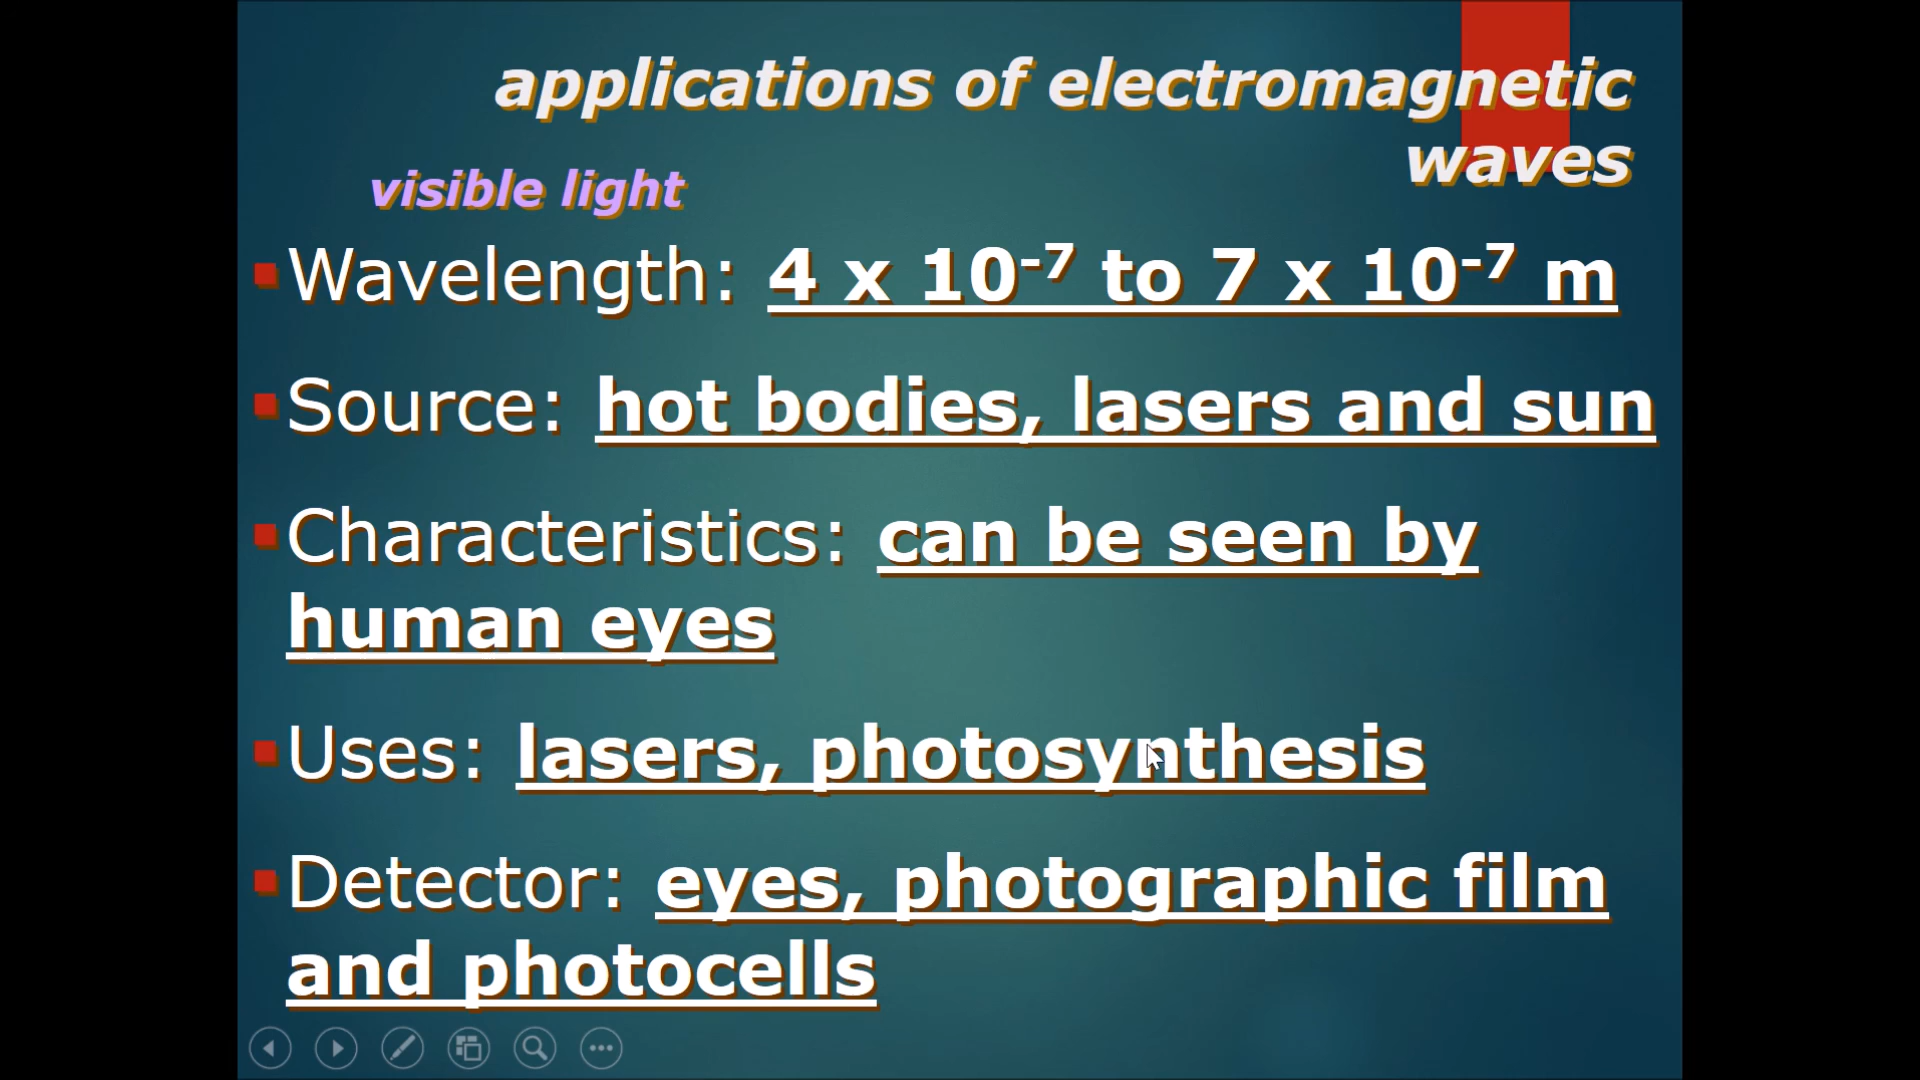 applications of electromagnetic
waves
visible light
Wavelength: 4 x 10⁻⁷ to 7 x 10⁻⁷ m
Source: hot bodies, lasers and sun
Characteristics: can be seen by
human eyes
Uses: lasers, photosynthesis
Detector: eyes, photographic film
and photocells